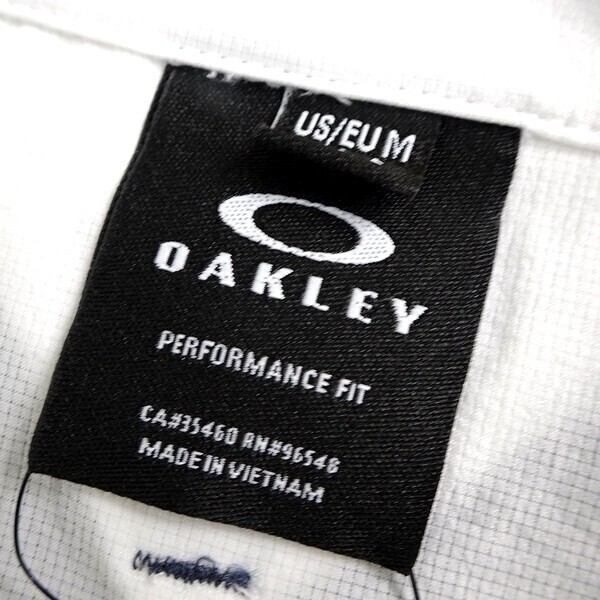 US/EU M
OAKLEY
PERFORMANCE FIT
CA#35460 RN#96548
MADE IN VIETNAM